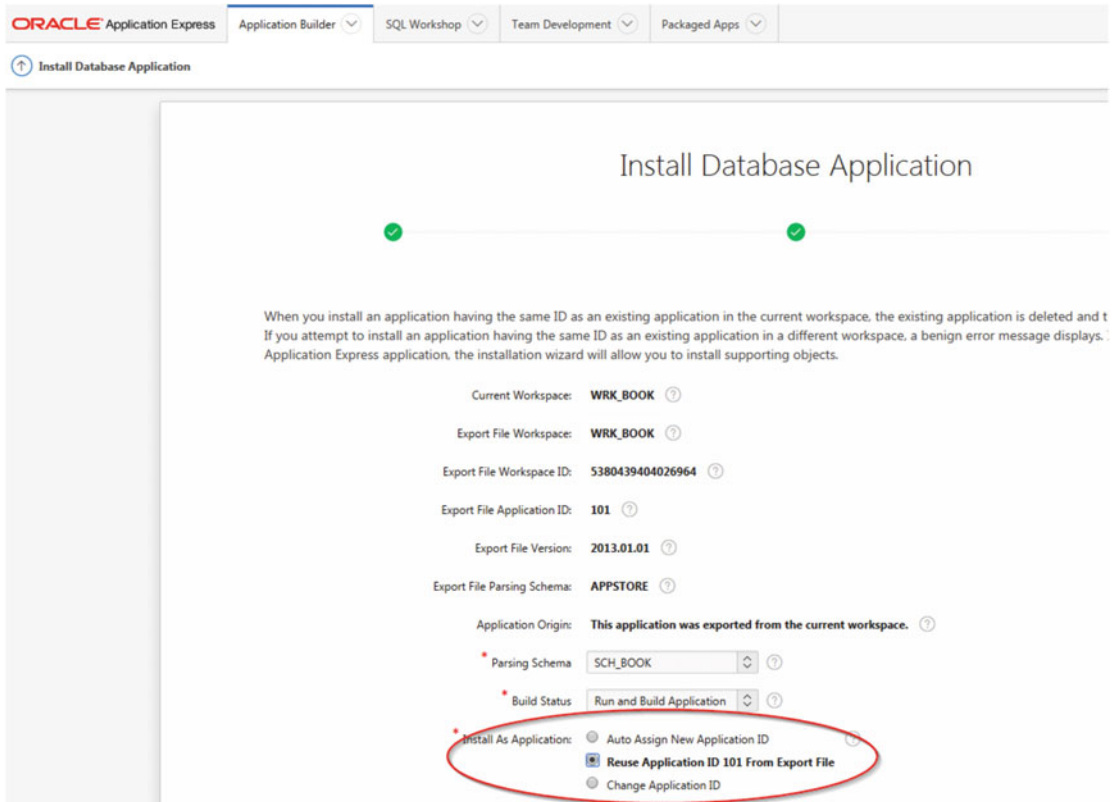 ORACLE Application Express
Application Builder
SQL Workshop
Team Development
Packaged Apps
Install Database Application
Install Database Application
When you install an application having the same ID as an existing application in the current workspace, the existing application is deleted and t
If you attempt to install an application having the same ID as an existing application in a different workspace, a benign error message displays.
Application Express application, the installation wizard will allow you to install supporting objects.
Current Workspace: WRK_BOOK ?
Export File Workspace: WRK_BOOK ?
Export File Workspace ID: 5380439404026964 ?
Export File Application ID: 101 ?
Export File Version: 2013.01.01 ?
Export File Parsing Schema: APPSTORE ?
Application Origin: This application was exported from the current workspace. ?
* Parsing Schema SCH_BOOK ?
* Build Status Run and Build Application ?
* Install As Application: Auto Assign New Application ID ?
Reuse Application ID 101 From Export File
Change Application ID